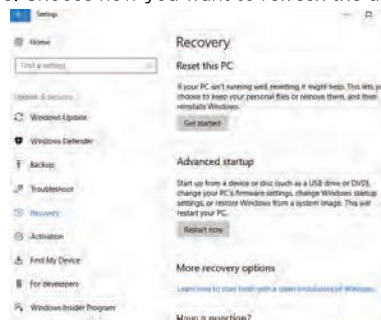 Settings
Home
Recovery
Find a setting
Reset this PC
If your PC isn't running well, resetting it might help. This lets you
choose to keep your personal files or remove them, and then
reinstalls Windows.
Get started
Update & security
Windows Update
Windows Defender
Backup
Troubleshoot
Recovery
Activation
Find My Device
For developers
Windows Insider Program
Advanced startup
Start up from a device or disc (such as a USB drive or DVD),
change your PC's firmware settings, change Windows startup
settings, or restore Windows from a system image. This will
restart your PC.
Restart now
More recovery options
Learn how to start fresh with a clean installation of Windows
Have a question?